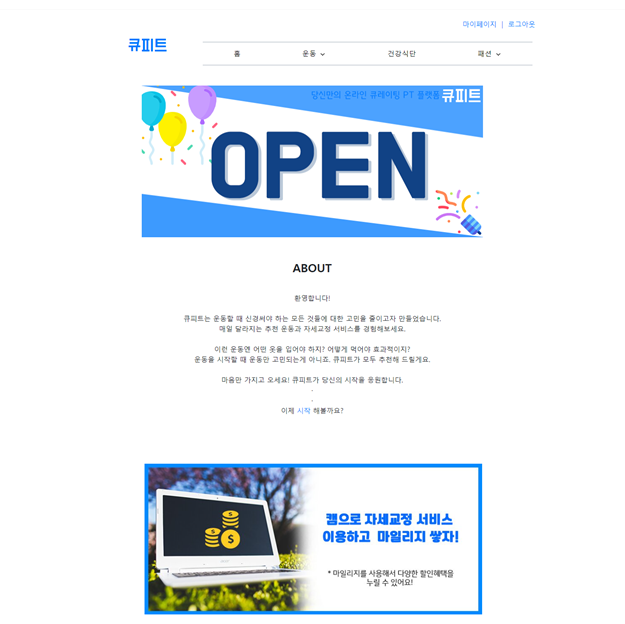 마이페이지 | 로그아웃
큐피트
홈 운동 건강식단 패션
당신만의 온라인 큐레이팅 PT 플랫폼 큐피트
OPEN
ABOUT
환영합니다!
큐피트는 운동할 때 신경써야 하는 모든 것들에 대한 고민을 줄이고자 만들었습니다.
매일 달라지는 추천 운동과 자세교정 서비스를 경험해보세요.
이런 운동엔 어떤 옷을 입어야 하지? 어떻게 먹어야 효과적이지?
운동을 시작할 때 운동만 고민되는게 아니죠. 큐피트가 모두 추천해 드릴게요.
마음만 가지고 오세요! 큐피트가 당신의 시작을 응원합니다.
.
.
이제 시작 해볼까요?
캠으로 자세교정 서비스
이용하고 마일리지 쌓자!
* 마일리지를 사용해서 다양한 할인혜택을
누릴 수 있어요!